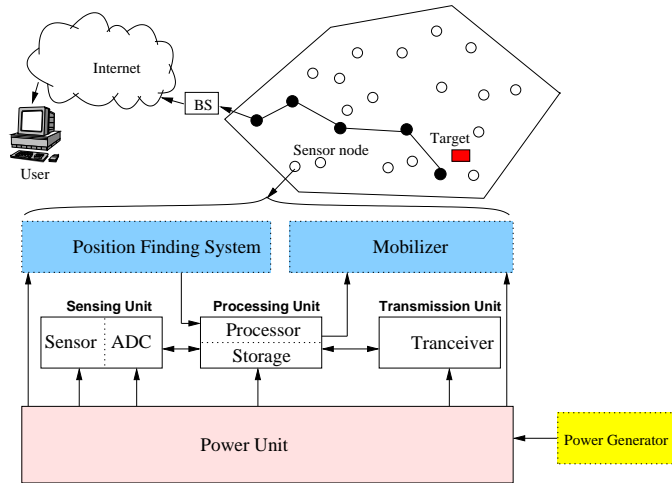 Internet
BS
Target
Sensor node
User
Position Finding System
Mobilizer
Sensing Unit
Processing Unit
Transmission Unit
Sensor
ADC
Processor
Storage
Tranceiver
Power Unit
Power Generator